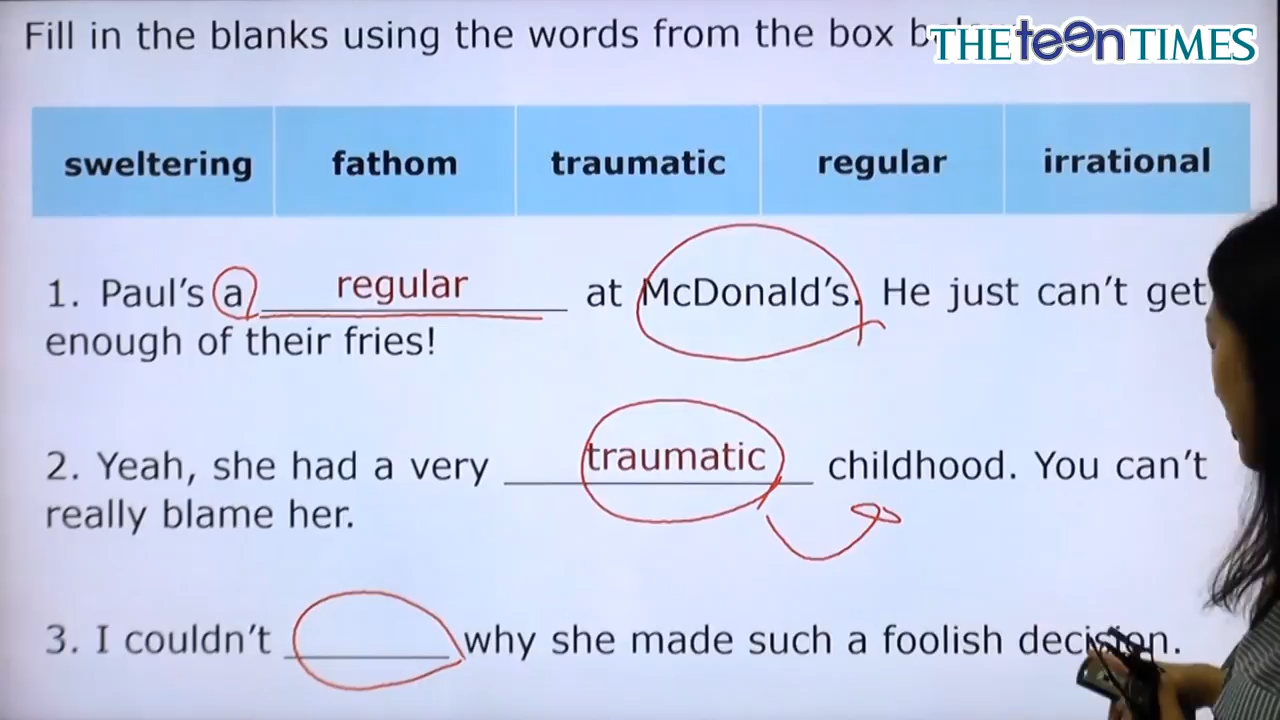 Fill in the blanks using the words from the box
THE teen TIMES
sweltering fathom traumatic regular irrational
1. Paul's a regular at McDonald's. He just can't get
enough of their fries!
2. Yeah, she had a very traumatic childhood. You can't
really blame her.
3. I couldn't ________ why she made such a foolish decision.